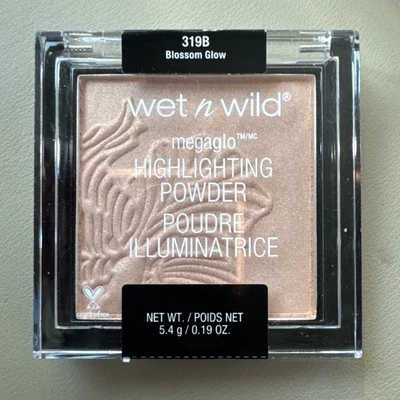 319B
Blossom Glow
wet n wild®
megaglo™/MC
HIGHLIGHTING
POWDER
POUDRE
ILLUMINATRICE
NET WT. / POIDS NET
5.4 g / 0.19 OZ.